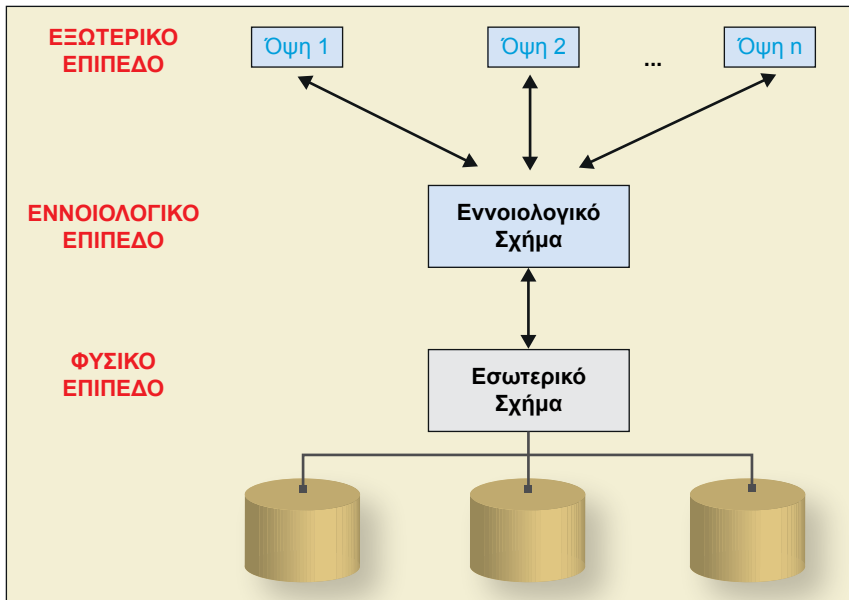 ΕΞΩΤΕΡΙΚΟ
ΕΠΙΠΕΔΟ
Όψη 1
Όψη 2
...
Όψη n
ΕΝΝΟΙΟΛΟΓΙΚΟ
ΕΠΙΠΕΔΟ
Εννοιολογικό
Σχήμα
ΦΥΣΙΚΟ
ΕΠΙΠΕΔΟ
Εσωτερικό
Σχήμα